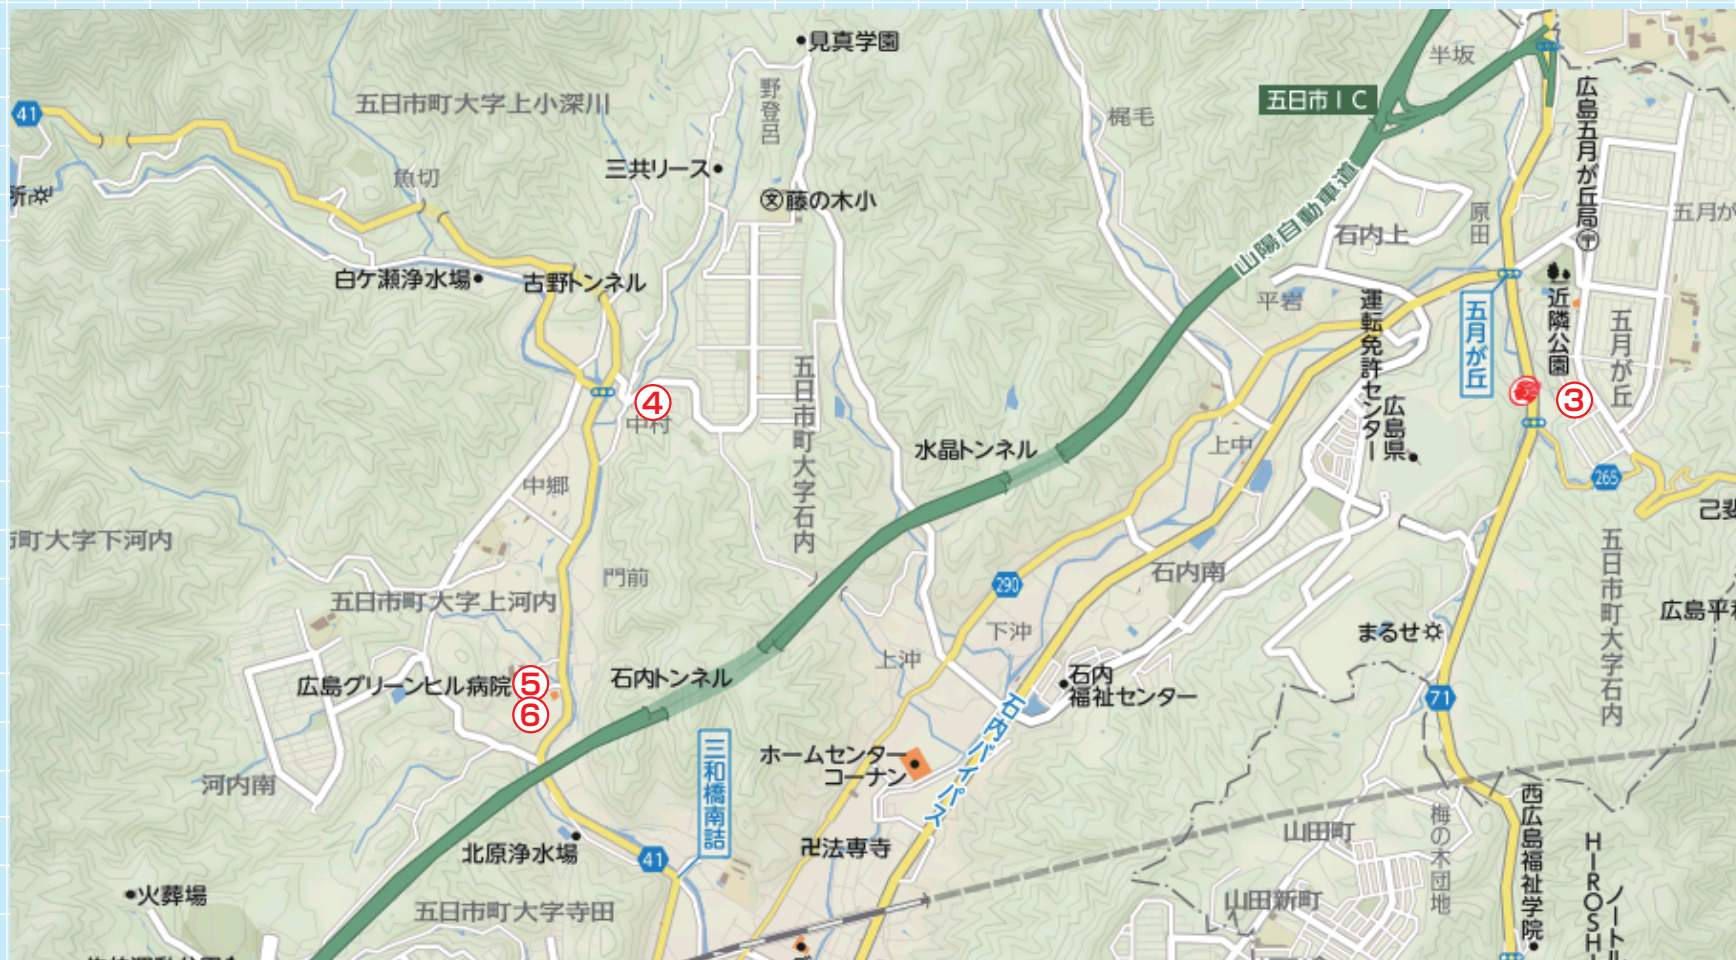 見真学園
半坂
五日市IC
広島五月が丘局
41
五日市町大字上小深川
野登呂
梶毛
魚切
三共リース
藤の木小
山陽自動車道
原田
五月が
石内上
白ケ瀬浄水場
古野トンネル
平岩
運転免許センター
広島県
五月が丘
近隣公園
五月が丘
④
③
中村
五日市町大字石内
水晶トンネル
上中
265
中郷
町大字下河内
門前
五日市町大字上河内
290
石内南
五日市町大字石内
下沖
まるせ
広島平
上沖
広島グリーンヒル病院
⑤
⑥
石内トンネル
石内
福祉センター
71
石内バイパス
三和橋南詰
ホームセンター
コーナン
河内南
西広島福祉学院
梅の木団地
山田町
北原浄水場
41
卍法専寺
火葬場
五日市町大字寺田
山田新町
HIROSHI
ノートル